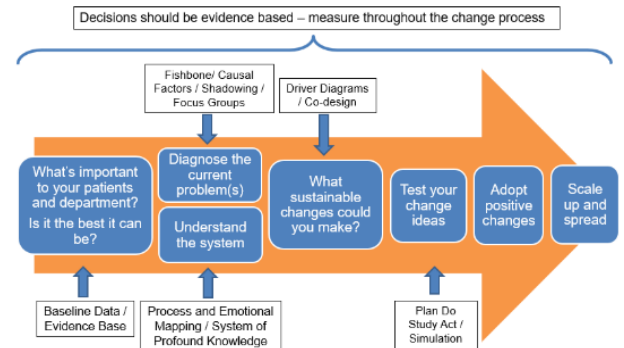 Decisions should be evidence based – measure throughout the change process
Fishbone/ Causal
Factors / Shadowing /
Focus Groups
Driver Diagrams
/ Co-design
What's important
to your patients
and department?
Is it the best it can
be?
Diagnose the
current
problem(s)
Understand
the system
What
sustainable
changes could
you make?
Test your
change
ideas
Adopt
positive
changes
Scale
up and
spread
Baseline Data /
Evidence Base
Process and Emotional
Mapping / System of
Profound Knowledge
Plan Do
Study Act /
Simulation